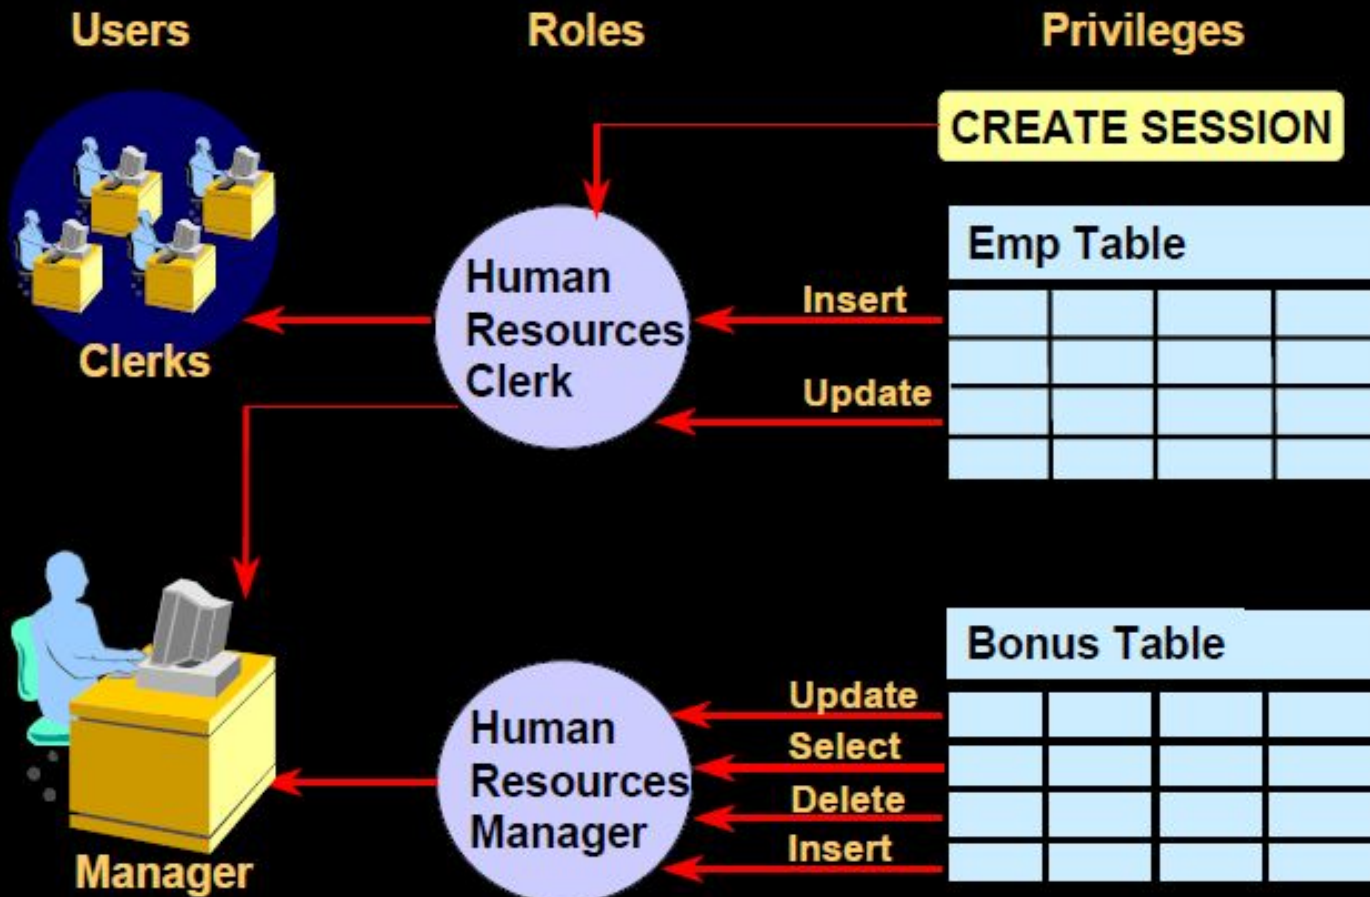 Users
Roles
Privileges
CREATE SESSION
Emp Table
Human
Resources
Clerk
Insert
Update
Clerks
Bonus Table
Human
Resources
Manager
Update
Select
Delete
Insert
Manager